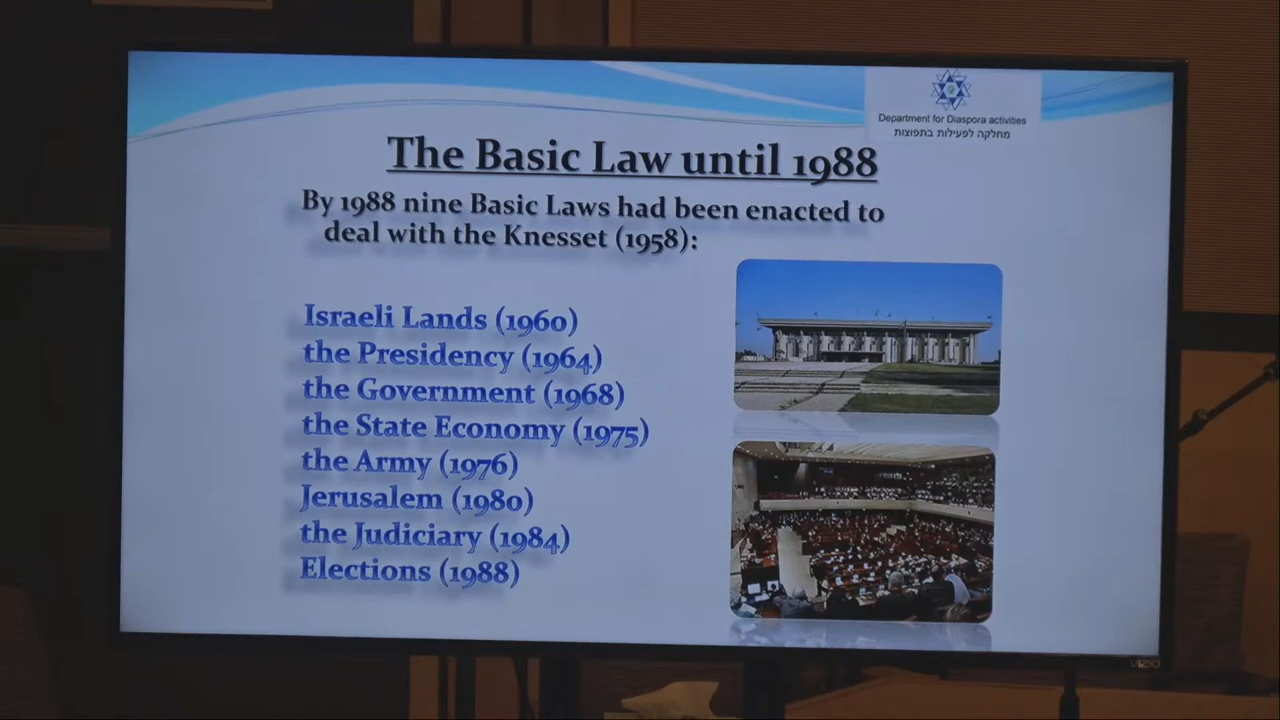 Department for Diaspora activities
מחלקה לפעילות בתפוצות
The Basic Law until 1988
By 1988 nine Basic Laws had been enacted to
deal with the Knesset (1958):
Israeli Lands (1960)
the Presidency (1964)
the Government (1968)
the State Economy (1975)
the Army (1976)
Jerusalem (1980)
the Judiciary (1984)
Elections (1988)
VIZIO